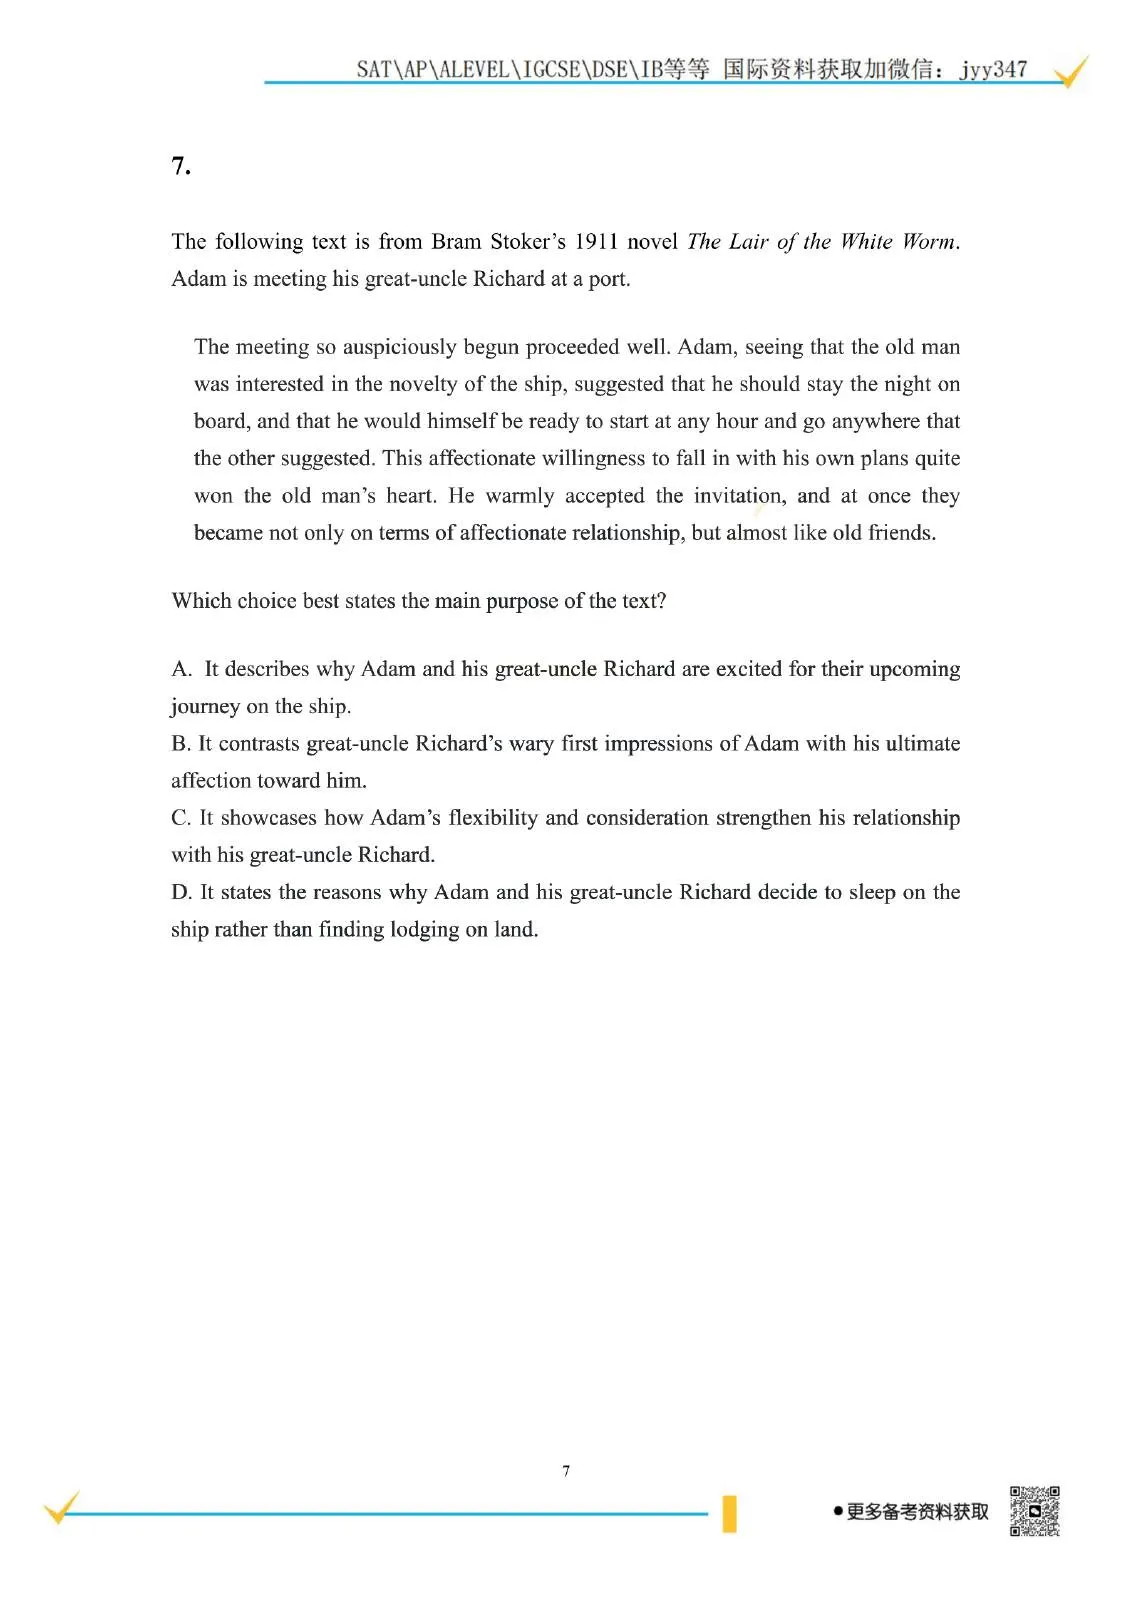 SAT\AP\ALEVEL\IGCSE\DSE\IB等等 国际资料获取加微信：jyy347
7.
The following text is from Bram Stoker’s 1911 novel The Lair of the White Worm.
Adam is meeting his great-uncle Richard at a port.
The meeting so auspiciously begun proceeded well. Adam, seeing that the old man
was interested in the novelty of the ship, suggested that he should stay the night on
board, and that he would himself be ready to start at any hour and go anywhere that
the other suggested. This affectionate willingness to fall in with his own plans quite
won the old man’s heart. He warmly accepted the invitation, and at once they
became not only on terms of affectionate relationship, but almost like old friends.
Which choice best states the main purpose of the text?
A. It describes why Adam and his great-uncle Richard are excited for their upcoming
journey on the ship.
B. It contrasts great-uncle Richard’s wary first impressions of Adam with his ultimate
affection toward him.
C. It showcases how Adam’s flexibility and consideration strengthen his relationship
with his great-uncle Richard.
D. It states the reasons why Adam and his great-uncle Richard decide to sleep on the
ship rather than finding lodging on land.
7
●更多备考资料获取